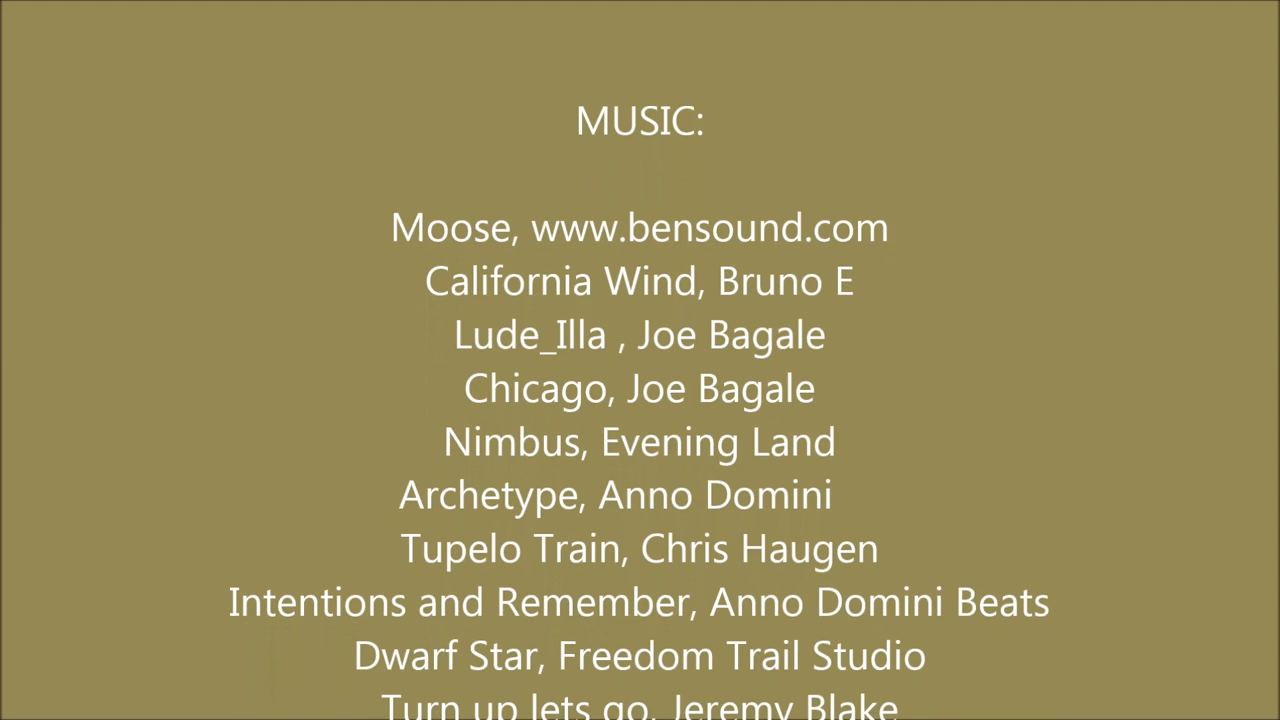 MUSIC:
Moose, www.bensound.com
California Wind, Bruno E
Lude_Illa , Joe Bagale
Chicago, Joe Bagale
Nimbus, Evening Land
Archetype, Anno Domini
Tupelo Train, Chris Haugen
Intentions and Remember, Anno Domini Beats
Dwarf Star, Freedom Trail Studio
Turn up lets go, Jeremy Blake